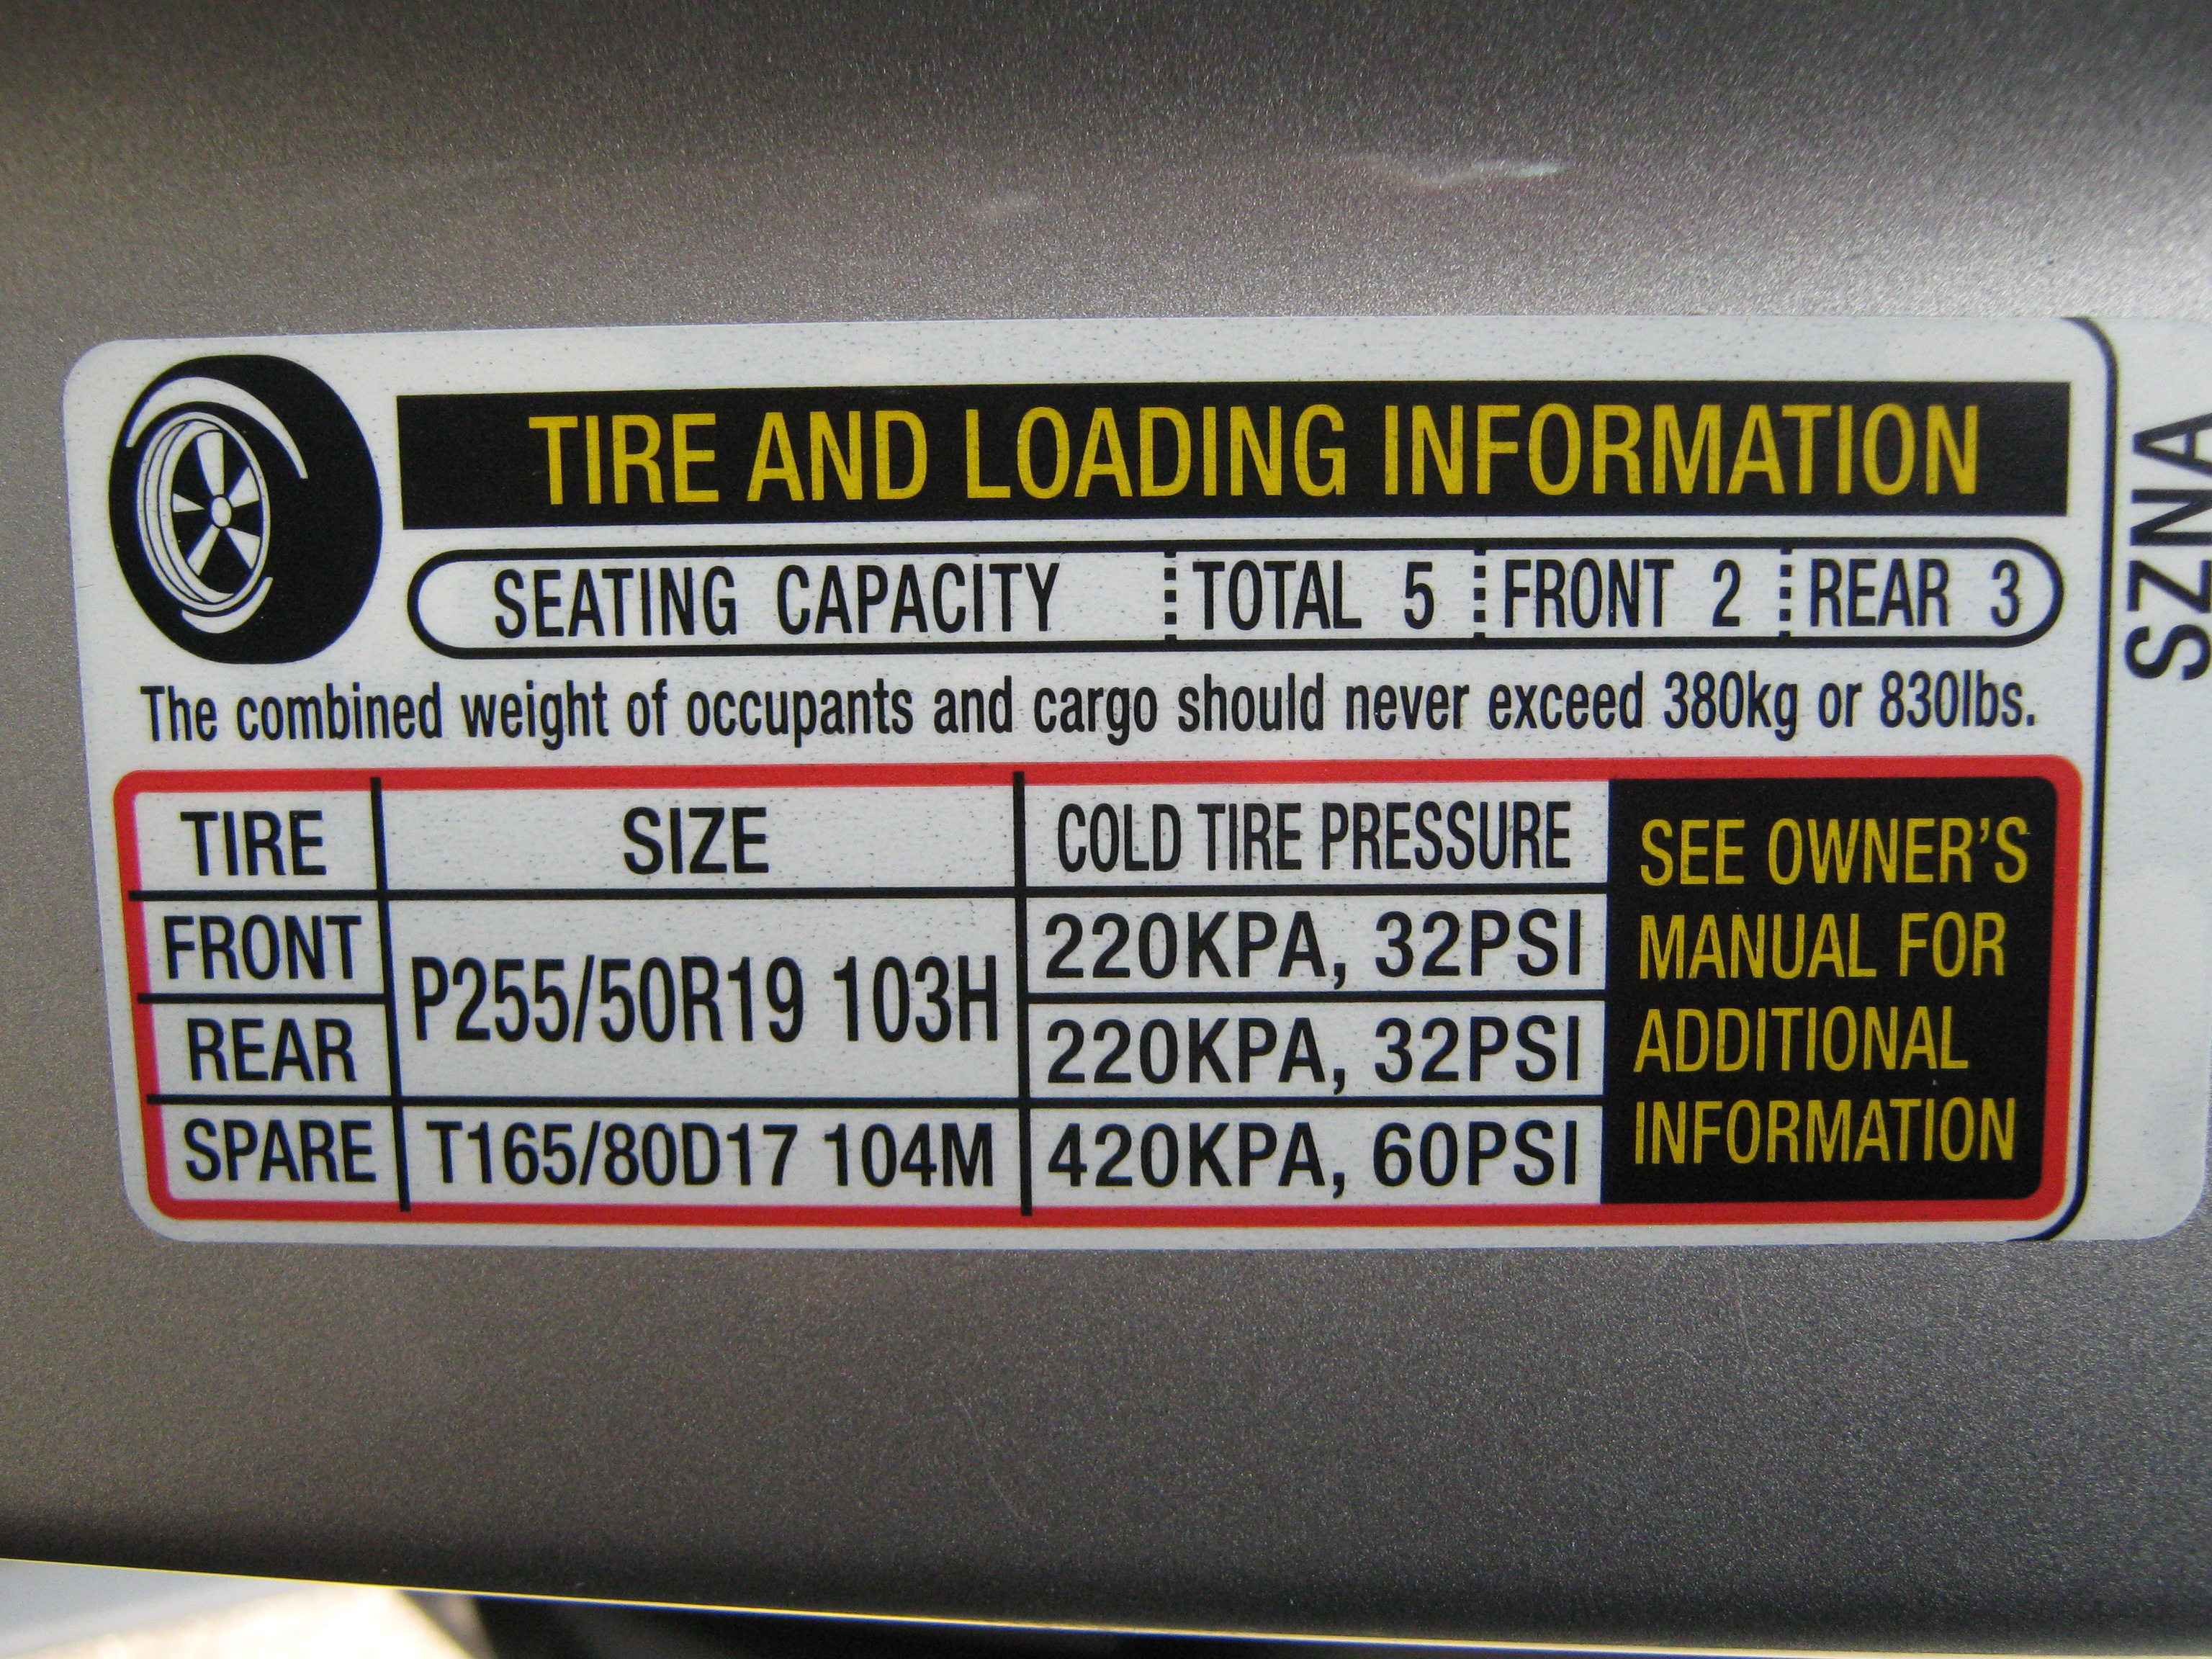 TIRE AND LOADING INFORMATION
SEATING CAPACITY TOTAL 5 FRONT 2 REAR 3
The combined weight of occupants and cargo should never exceed 380kg or 830lbs.
TIRE SIZE COLD TIRE PRESSURE
FRONT P255/50R19 103H 220KPA, 32PSI
REAR 220KPA, 32PSI
SPARE T165/80D17 104M 420KPA, 60PSI
SEE OWNER'S
MANUAL FOR
ADDITIONAL
INFORMATION
SZNA